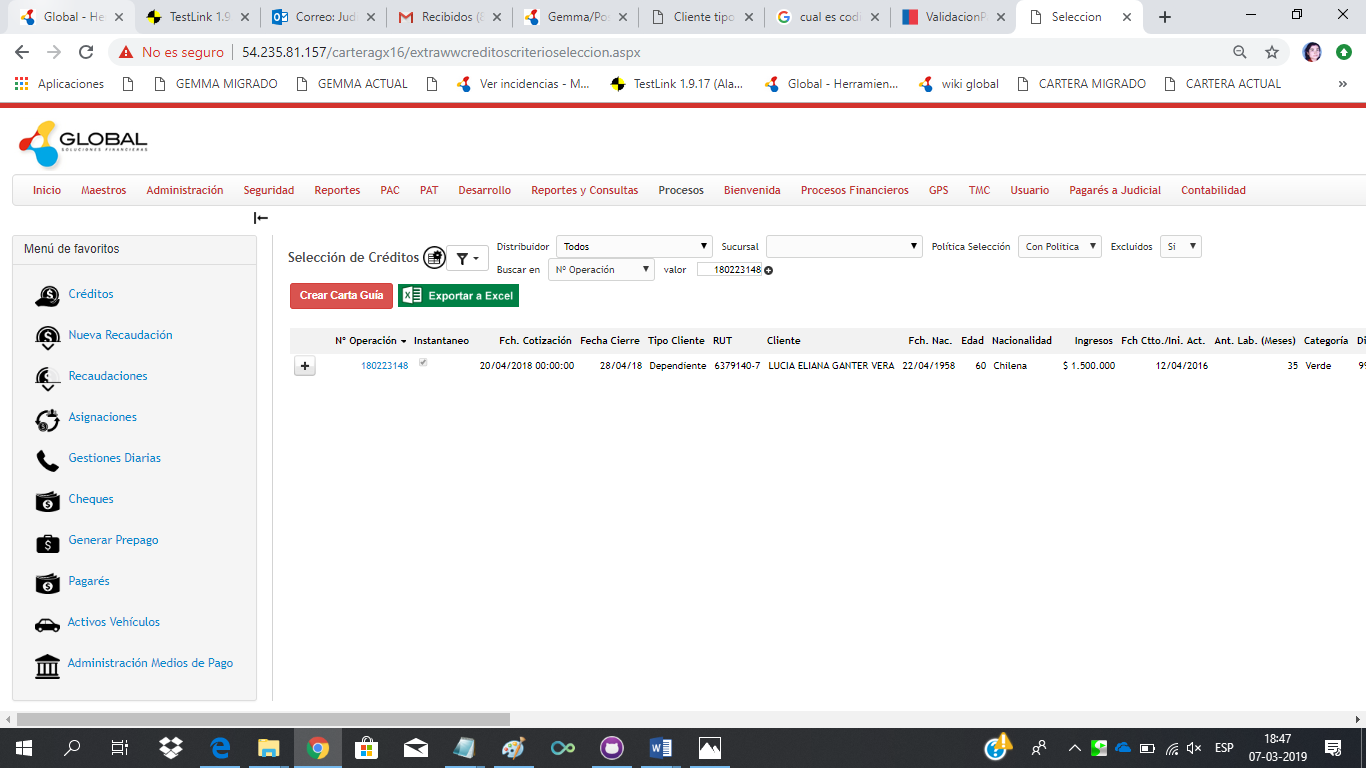 Global - He
TestLink 1.9
Correo: Jud
Recibidos (8
Gemma/Pos
Cliente tipo
cual es codi
ValidacionP
Seleccion
No es seguro
54.235.81.157/carteragx16/extrawwcreditoscriterioseleccion.aspx
Aplicaciones
GEMMA MIGRADO
GEMMA ACTUAL
Ver incidencias - M...
TestLink 1.9.17 (Ala...
Global - Herramien...
wiki global
CARTERA MIGRADO
CARTERA ACTUAL
»
GLOBAL
SOLUCIONES FINANCIERAS
Inicio Maestros Administración Seguridad Reportes PAC PAT Desarrollo Reportes y Consultas Procesos Bienvenida Procesos Financieros GPS TMC Usuario Pagarés a Judicial Contabilidad
Menú de favoritos
Créditos
Nueva Recaudación
Recaudaciones
Asignaciones
Gestiones Diarias
Cheques
Generar Prepago
Pagarés
Activos Vehículos
Administración Medios de Pago
Selección de Créditos
Distribuidor Todos Sucursal Política Selección Con Politica Excluidos Si
Buscar en Nº Operación valor 180223148
Crear Carta Guía Exportar a Excel
Nº Operación Instantaneo Fch. Cotización Fecha Cierre Tipo Cliente RUT Cliente Fch. Nac. Edad Nacionalidad Ingresos Fch Ctto./Ini. Act. Ant. Lab. (Meses) Categoría Di
180223148 20/04/2018 00:00:00 28/04/18 Dependiente 6379140-7 LUCIA ELIANA GANTER VERA 22/04/1958 60 Chilena $ 1.500.000 12/04/2016 35 Verde 99
ESP
18:47
07-03-2019